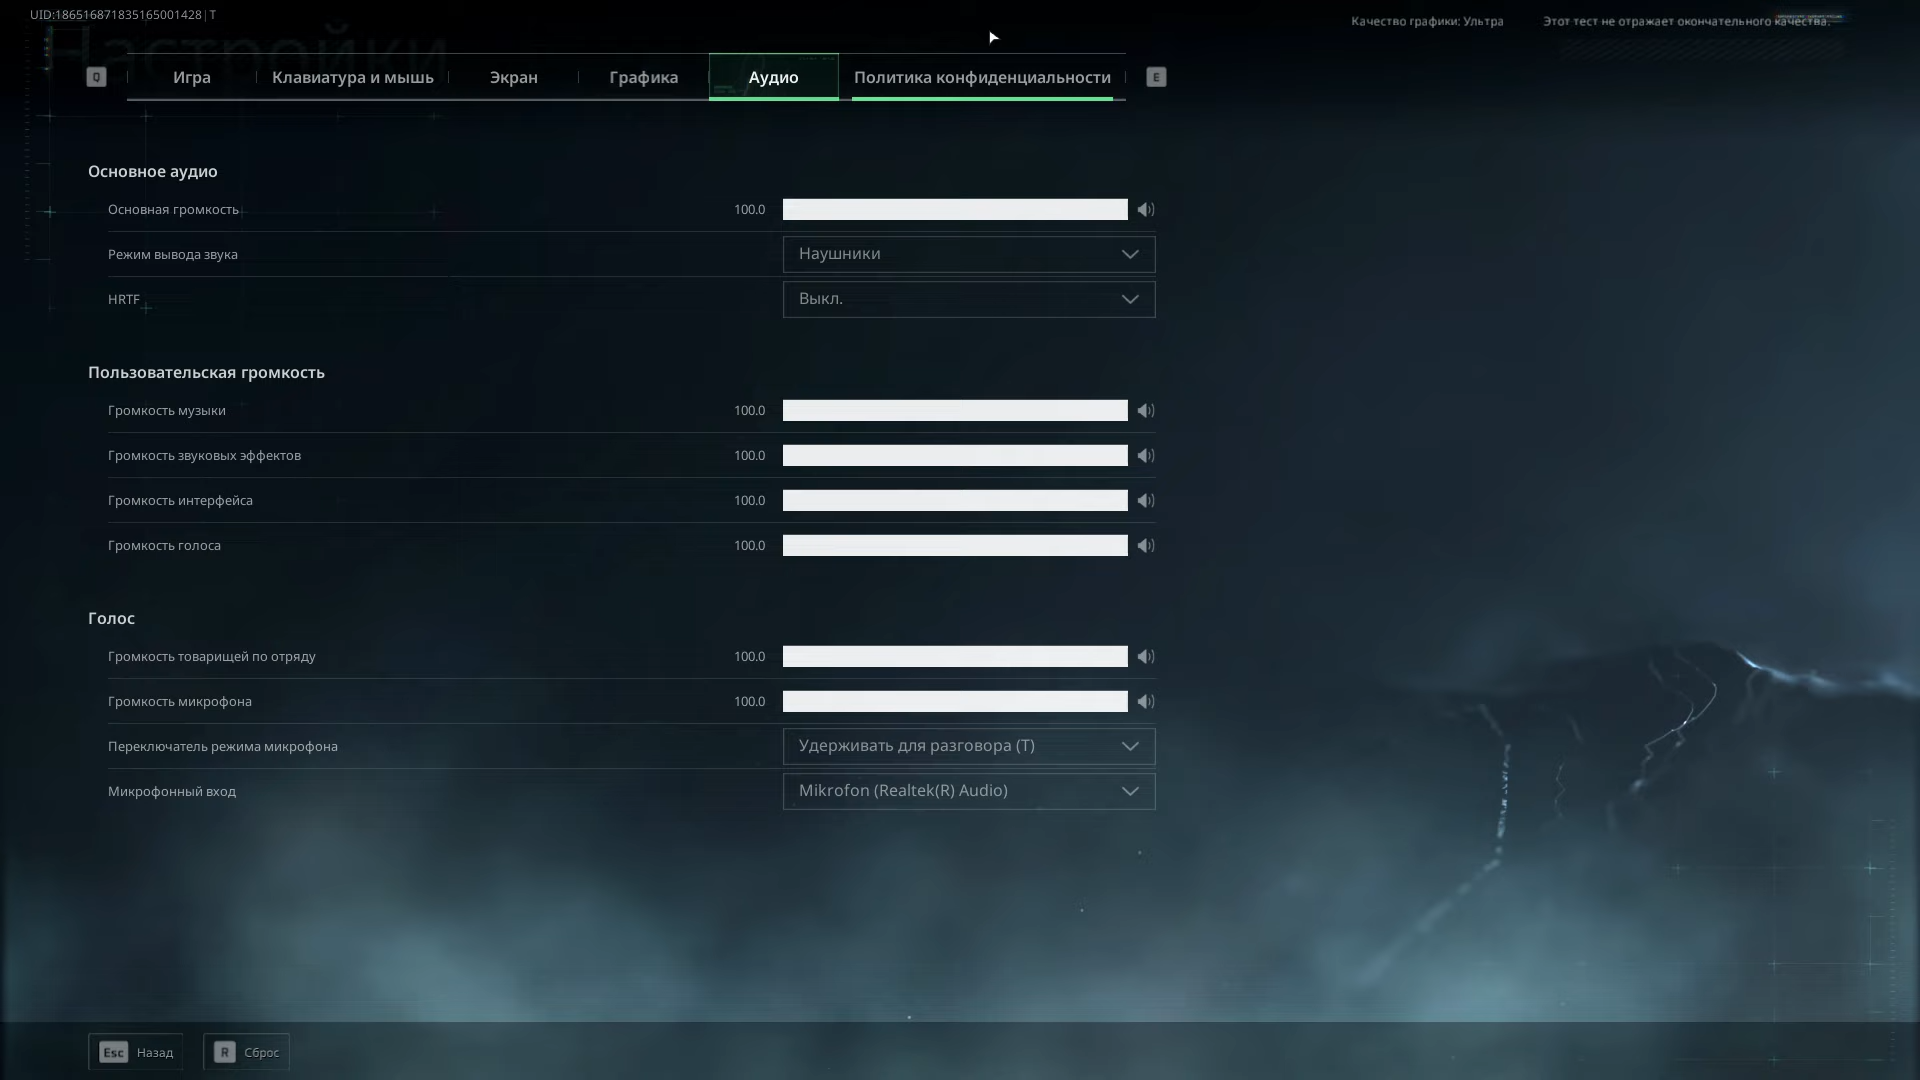 UID:186516871835165001428 | T
Качество графики: Ультра
Этот тест не отражает окончательного качества.
Настройки
Q
Игра
Клавиатура и мышь
Экран
Графика
Аудио
Политика конфиденциальности
E
Основное аудио
Основная громкость 100.0
Режим вывода звука Наушники
HRTF Выкл.
Пользовательская громкость
Громкость музыки 100.0
Громкость звуковых эффектов 100.0
Громкость интерфейса 100.0
Громкость голоса 100.0
Голос
Громкость товарищей по отряду 100.0
Громкость микрофона 100.0
Переключатель режима микрофона Удерживать для разговора (T)
Микрофонный вход Mikrofon (Realtek(R) Audio)
Esc Назад
R Сброс